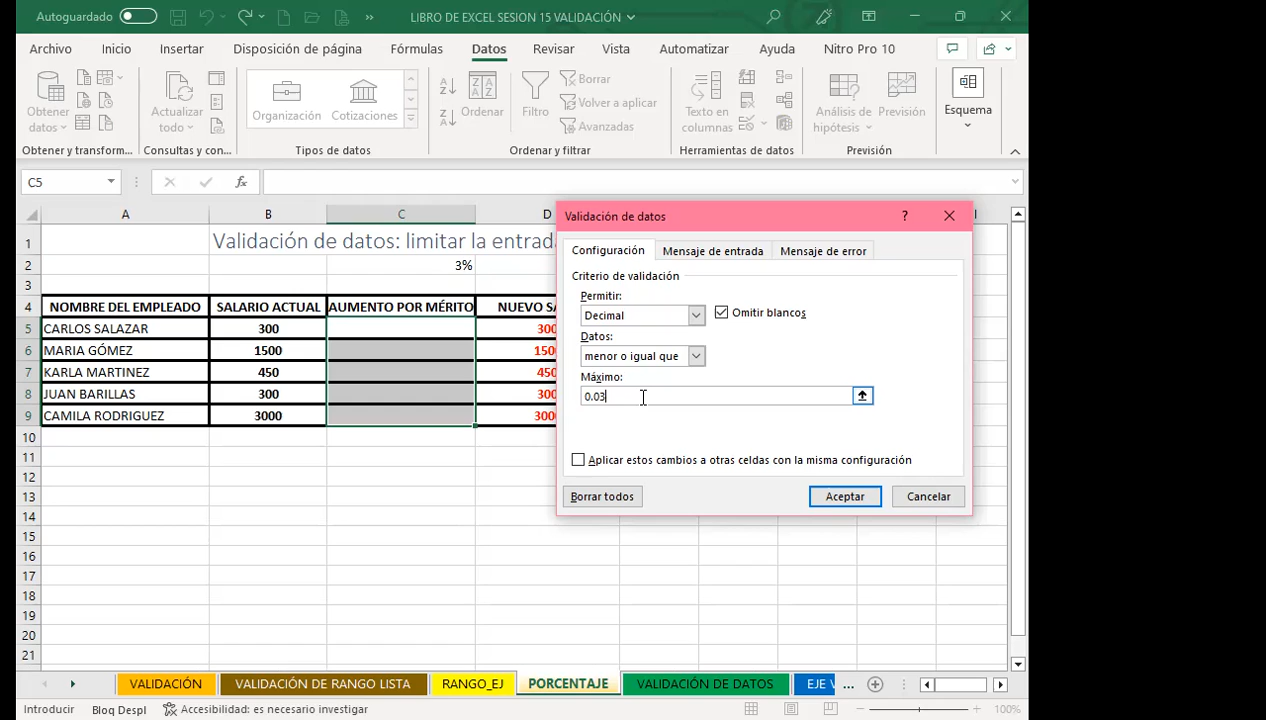 Autoguardado
LIBRO DE EXCEL SESION 15 VALIDACIÓN
Archivo Inicio Insertar Disposición de página Fórmulas Datos Revisar Vista Automatizar Ayuda Nitro Pro 10
Obtener datos
Actualizar todo
Organización
Cotizaciones
Ordenar
Filtro
Borrar
Volver a aplicar
Avanzadas
Texto en columnas
Análisis de hipótesis
Previsión
Esquema
Obtener y transform...
Consultas y con...
Tipos de datos
Ordenar y filtrar
Herramientas de datos
Previsión
C5
fx
A B C D I
1 Validación de datos: limitar la entrada
2 3%
3
4 NOMBRE DEL EMPLEADO SALARIO ACTUAL AUMENTO POR MÉRITO NUEVO SA
5 CARLOS SALAZAR 300 300
6 MARIA GÓMEZ 1500 1500
7 KARLA MARTINEZ 450 450
8 JUAN BARILLAS 300 300
9 CAMILA RODRIGUEZ 3000 3000
10
11
12
13
14
15
16
17
18
19
20
21
Validación de datos
?
Configuración Mensaje de entrada Mensaje de error
Criterio de validación
Permitir:
Decimal
Omitir blancos
Datos:
menor o igual que
Máximo:
0.03
Aplicar estos cambios a otras celdas con la misma configuración
Borrar todos Aceptar Cancelar
VALIDACIÓN VALIDACIÓN DE RANGO LISTA RANGO_EJ PORCENTAJE VALIDACIÓN DE DATOS EJE V ...
Introducir Bloq Despl Accesibilidad: es necesario investigar 100%